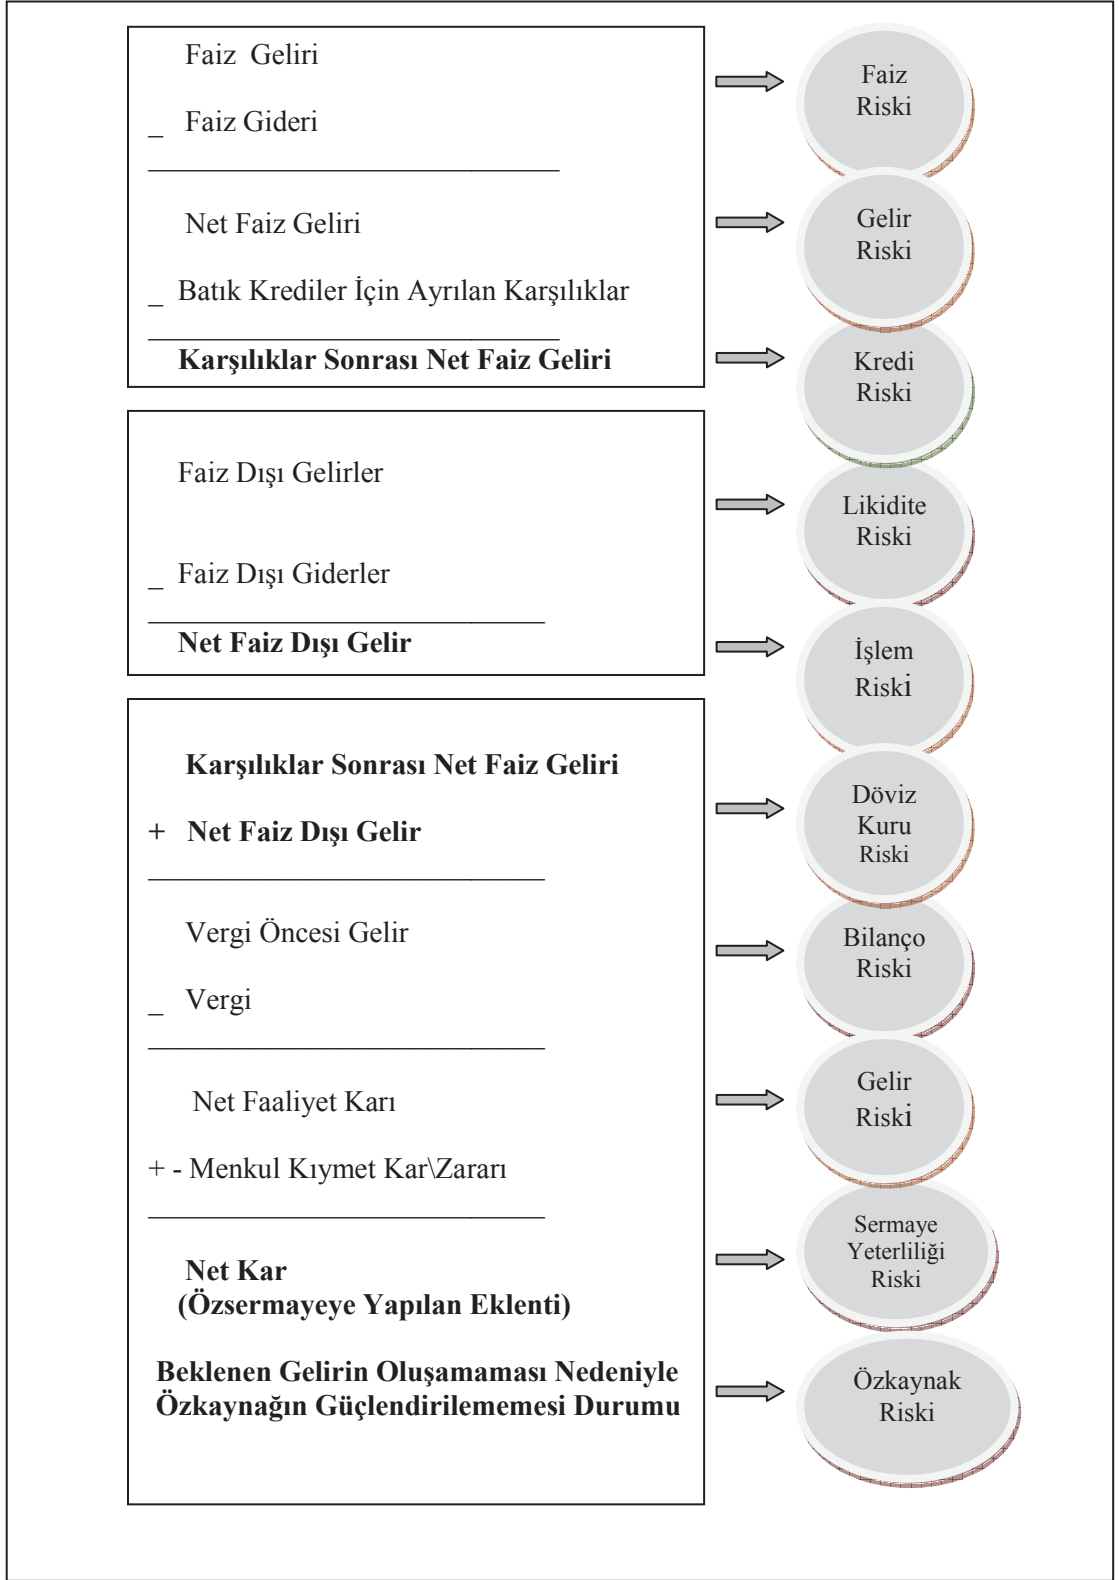 Faiz Geliri
_ Faiz Gideri
Net Faiz Geliri
_ Batık Krediler İçin Ayrılan Karşılıklar
Karşılıklar Sonrası Net Faiz Geliri
Faiz Dışı Gelirler
_ Faiz Dışı Giderler
Net Faiz Dışı Gelir
Karşılıklar Sonrası Net Faiz Geliri
+ Net Faiz Dışı Gelir
Vergi Öncesi Gelir
_ Vergi
Net Faaliyet Karı
+ - Menkul Kıymet Kar\Zararı
Net Kar
(Özsermayeye Yapılan Eklenti)
Beklenen Gelirin Oluşamaması Nedeniyle
Özkaynağın Güçlendirilememesi Durumu
Faiz
Riski
Gelir
Riski
Kredi
Riski
Likidite
Riski
İşlem
Riski
Döviz
Kuru
Riski
Bilanço
Riski
Gelir
Riski
Sermaye
Yeterliliği
Riski
Özkaynak
Riski